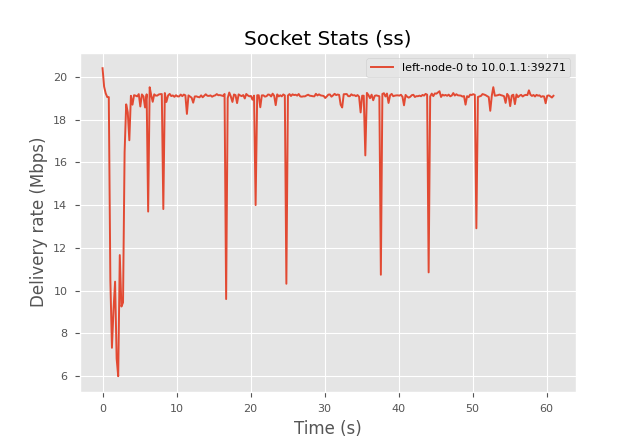 Socket Stats (ss)
left-node-0 to 10.0.1.1:39271
Delivery rate (Mbps)
20
18
16
14
12
10
8
6
0 10 20 30 40 50 60
Time (s)